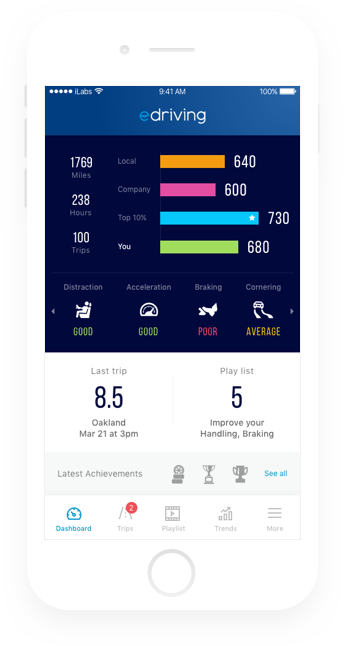 iLabs 9:41 AM 100%
edriving
1769
Miles
238
Hours
100
Trips
Local 640
Company 600
Top 10% 730
You 680
Distraction Acceleration Braking Cornering
GOOD GOOD POOR AVERAGE
Last trip
8.5
Oakland
Mar 21 at 3pm
Play list
5
Improve your
Handling, Braking
Latest Achievements See all
2
Dashboard Trips Playlist Trends More